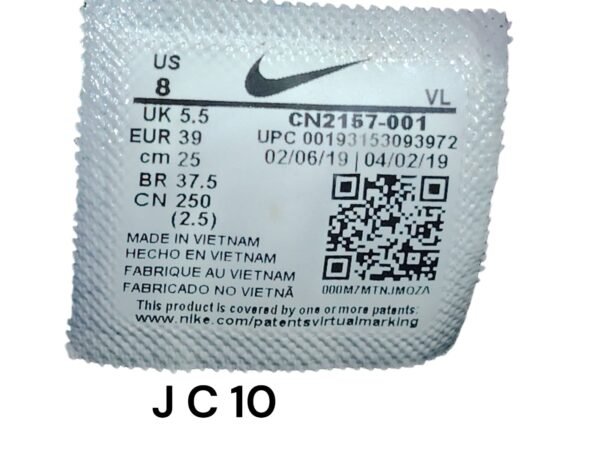 US
8
VL
UK 5.5
EUR 39
cm 25
BR 37.5
CN 250
(2.5)
CN2157-001
UPC 00193153093972
02/06/19 | 04/02/19
000MZMTNJMQZA
MADE IN VIETNAM
HECHO EN VIETNAM
FABRIQUE AU VIETNAM
FABRICADO NO VIETNÃ
This product is covered by one or more patents:
www.nike.com/patentsvirtualmarking
J C 10